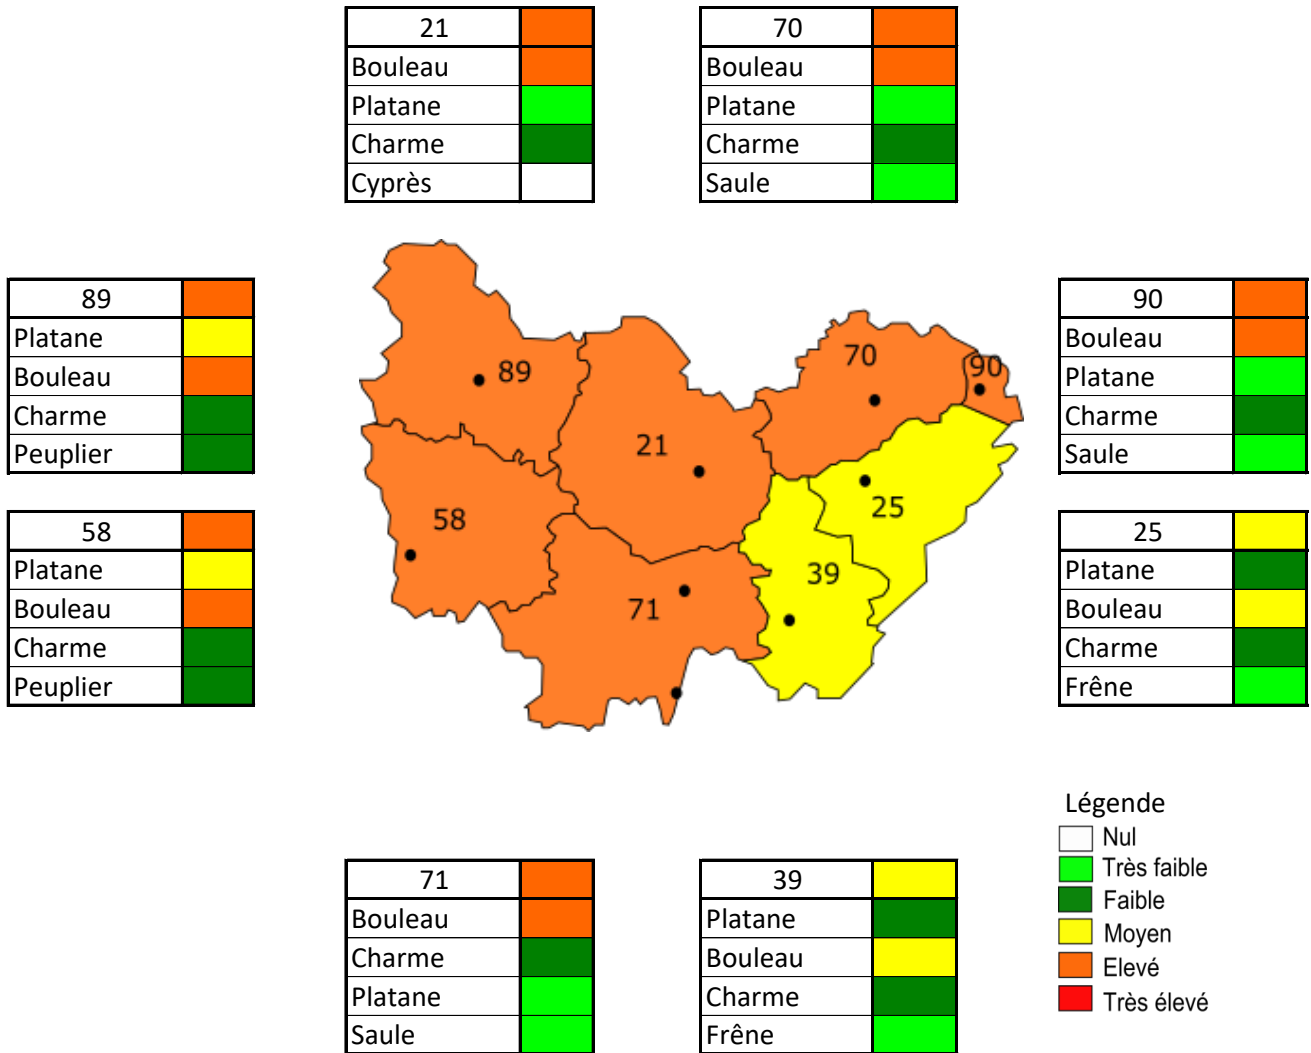 21
Bouleau
Platane
Charme
Cyprès
70
Bouleau
Platane
Charme
Saule
89
Platane
Bouleau
Charme
Peuplier
58
Platane
Bouleau
Charme
Peuplier
89
70
90
21
25
58
39
71
90
Bouleau
Platane
Charme
Saule
25
Platane
Bouleau
Charme
Frêne
71
Bouleau
Charme
Platane
Saule
39
Platane
Bouleau
Charme
Frêne
Légende
Nul
Très faible
Faible
Moyen
Elevé
Très élevé